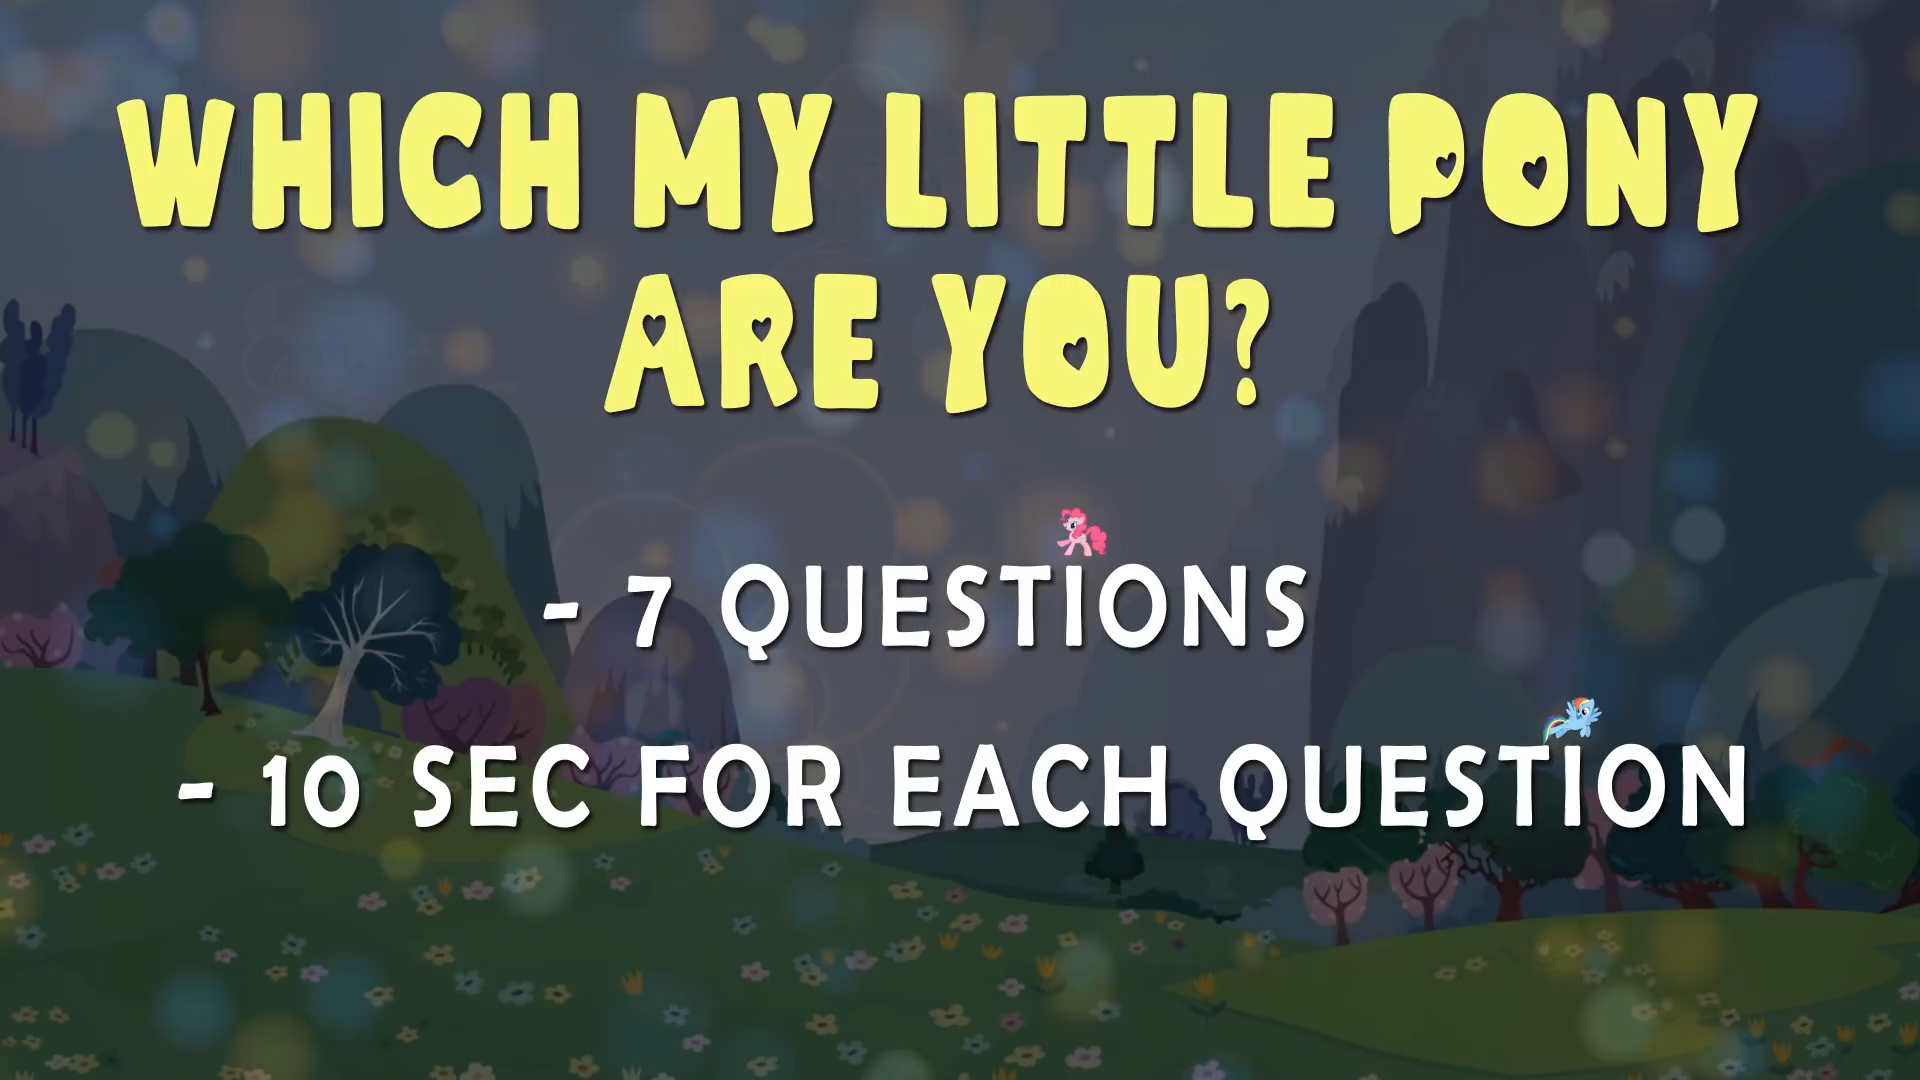 WHICH MY LITTLE PONY
ARE YOU?
- 7 QUESTIONS
- 10 SEC FOR EACH QUESTION